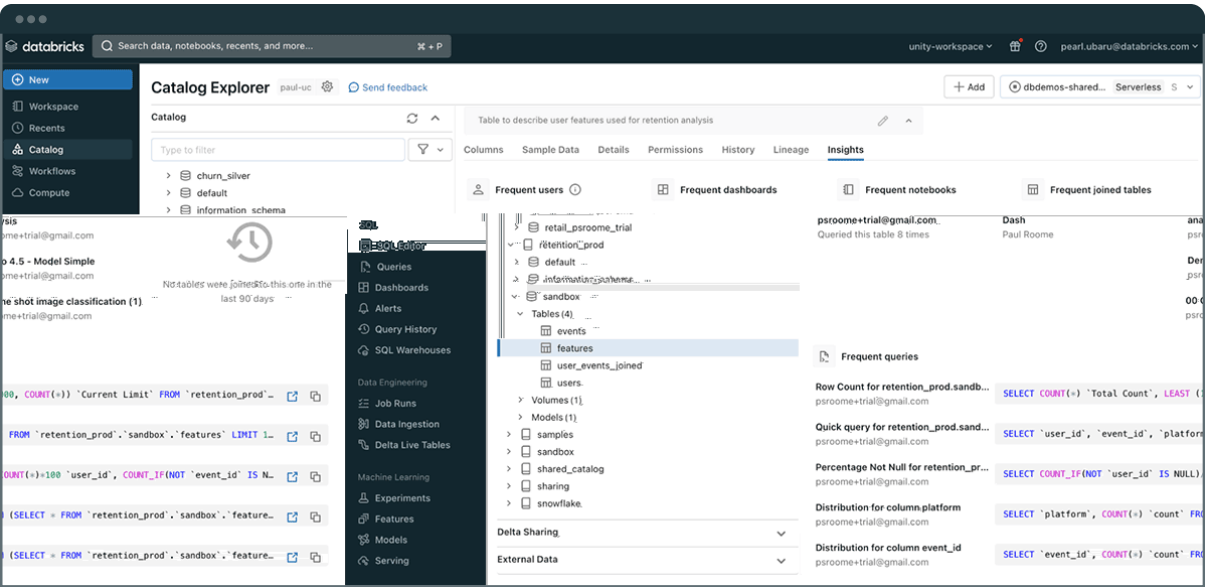 databricks
Search data, notebooks, recents, and more...
⌘ + P
unity-workspace
pearl.ubaru@databricks.com
New
Workspace
Recents
Catalog
Workflows
Compute
Catalog Explorer
paul-uc
Send feedback
Add
dbdemos-shared...
Serverless
S
Catalog
Type to filter
churn_silver
default
information_schema
Table to describe user features used for retention analysis
Columns
Sample Data
Details
Permissions
History
Lineage
Insights
Frequent users
Frequent dashboards
Frequent notebooks
Frequent joined tables
ysis
ome+trial@gmail.com
o 4.5 - Model Simple
ome+trial@gmail.com
ne shot image classification (1)
me+trial@gmail.com
No tables were joined to this one in the
last 90 days
00, COUNT(*)) `Current Limit` FROM `retention_prod`...
FROM `retention_prod`.`sandbox`.`features` LIMIT 1...
OUNT(*)*100 `user_id`, COUNT_IF(NOT `event_id` IS N...
(SELECT * FROM `retention_prod`.`sandbox`.`feature...
(SELECT * FROM `retention_prod`.`sandbox`.`feature...
SQL
SQL Editor
Queries
Dashboards
Alerts
Query History
SQL Warehouses
Data Engineering
Job Runs
Data Ingestion
Delta Live Tables
Machine Learning
Experiments
Features
Models
Serving
retail_psroome_trial
retention_prod
default
information_schema
sandbox
Tables (4)
events
features
user_events_joined
users
Volumes (1)
Models (1)
samples
sandbox
shared_catalog
sharing
snowflake
Delta Sharing
External Data
psroome+trial@gmail.com
Queried this table 8 times
Dash
Paul Roome
ana
psro
Der
psro
00
psro
Frequent queries
Row Count for retention_prod.sandb...
psroome+trial@gmail.com
SELECT COUNT(*) `Total Count`, LEAST (
Quick query for retention_prod.sand...
psroome+trial@gmail.com
SELECT `user_id`, `event_id`, `platform
Percentage Not Null for retention_pr...
psroome+trial@gmail.com
SELECT COUNT_IF(NOT `user_id` IS NULL)
Distribution for column platform
psroome+trial@gmail.com
SELECT `platform`, COUNT(*) `count` FRO
Distribution for column event_id
psroome+trial@gmail.com
SELECT `event_id`, COUNT(*) `count` FRO